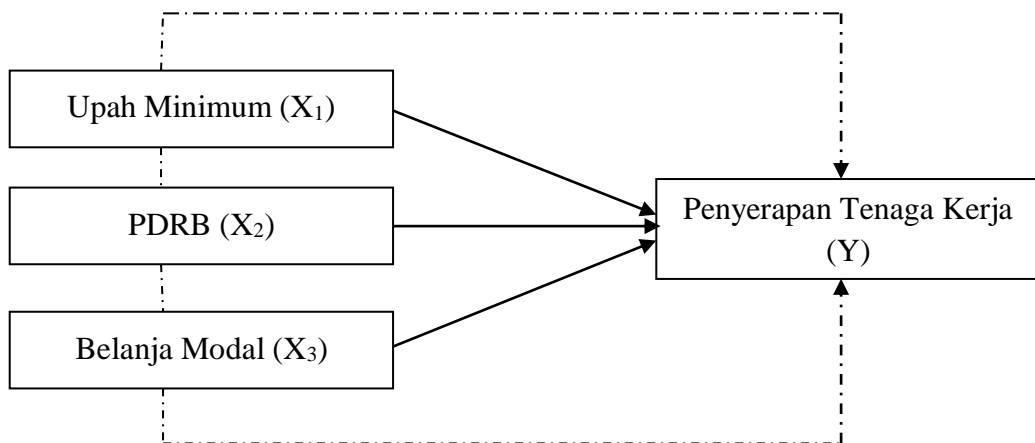 Upah Minimum (X₁)
PDRB (X₂)
Penyerapan Tenaga Kerja
(Y)
Belanja Modal (X₃)